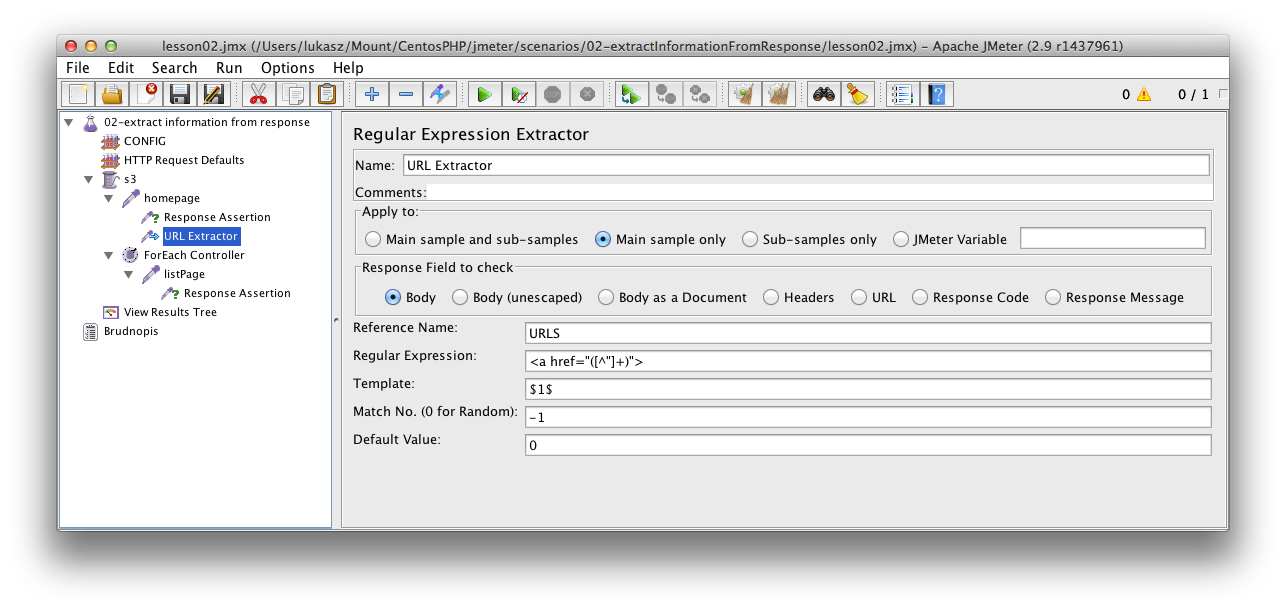 lesson02.jmx (/Users/lukasz/Mount/CentosPHP/jmeter/scenarios/02-extractInformationFromResponse/lesson02.jmx) – Apache JMeter (2.9 r1437961)
File Edit Search Run Options Help
0 0 / 1
02-extract information from response
CONFIG
HTTP Request Defaults
s3
homepage
Response Assertion
URL Extractor
ForEach Controller
listPage
Response Assertion
View Results Tree
Brudnopis
Regular Expression Extractor
Name: URL Extractor
Comments:
Apply to:
Main sample and sub-samples Main sample only Sub-samples only JMeter Variable
Response Field to check
Body Body (unescaped) Body as a Document Headers URL Response Code Response Message
Reference Name: URLS
Regular Expression: <a href="([^"]+)">
Template: $1$
Match No. (0 for Random): -1
Default Value: 0